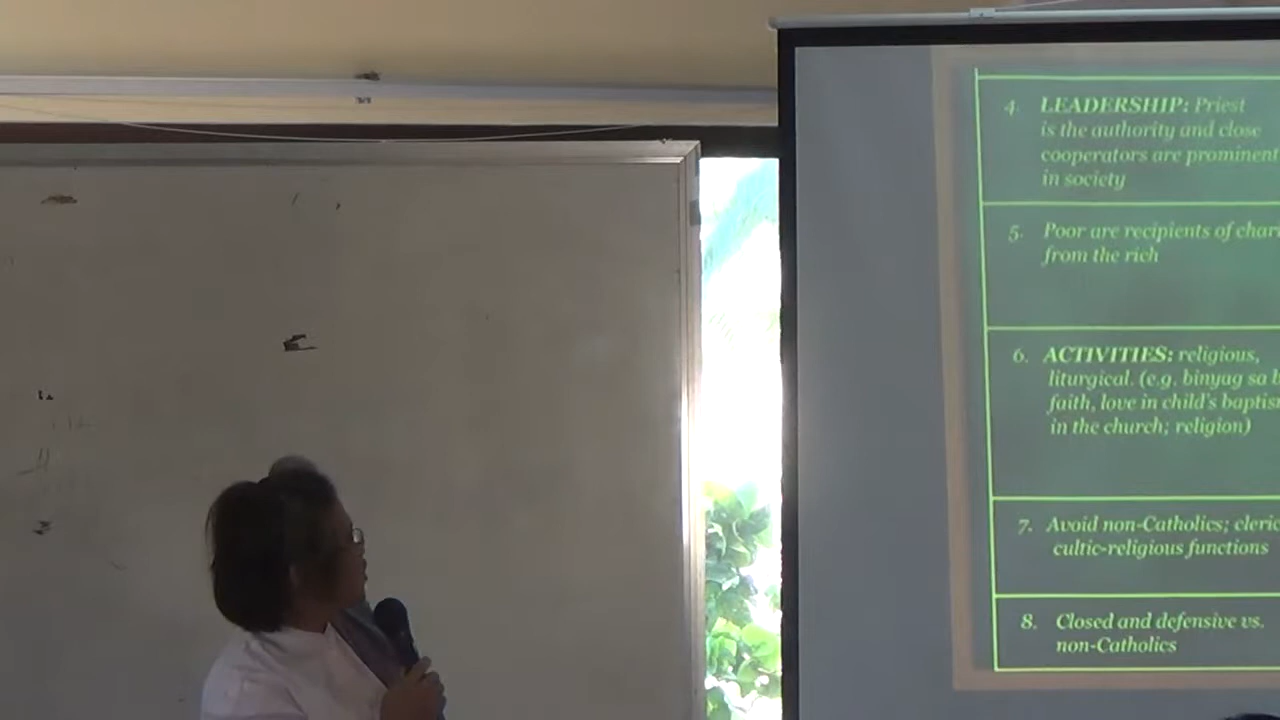 4. LEADERSHIP: Priest
is the authority and close
cooperators are prominent
in society
5. Poor are recipients of
from the rich
6. ACTIVITIES: religious,
liturgical. (e.g. binyag sa
faith, love in child's
in the church; religion)
7. Avoid non-Catholics;
cultic-religious functions
8. Closed and defensive vs.
non-Catholics